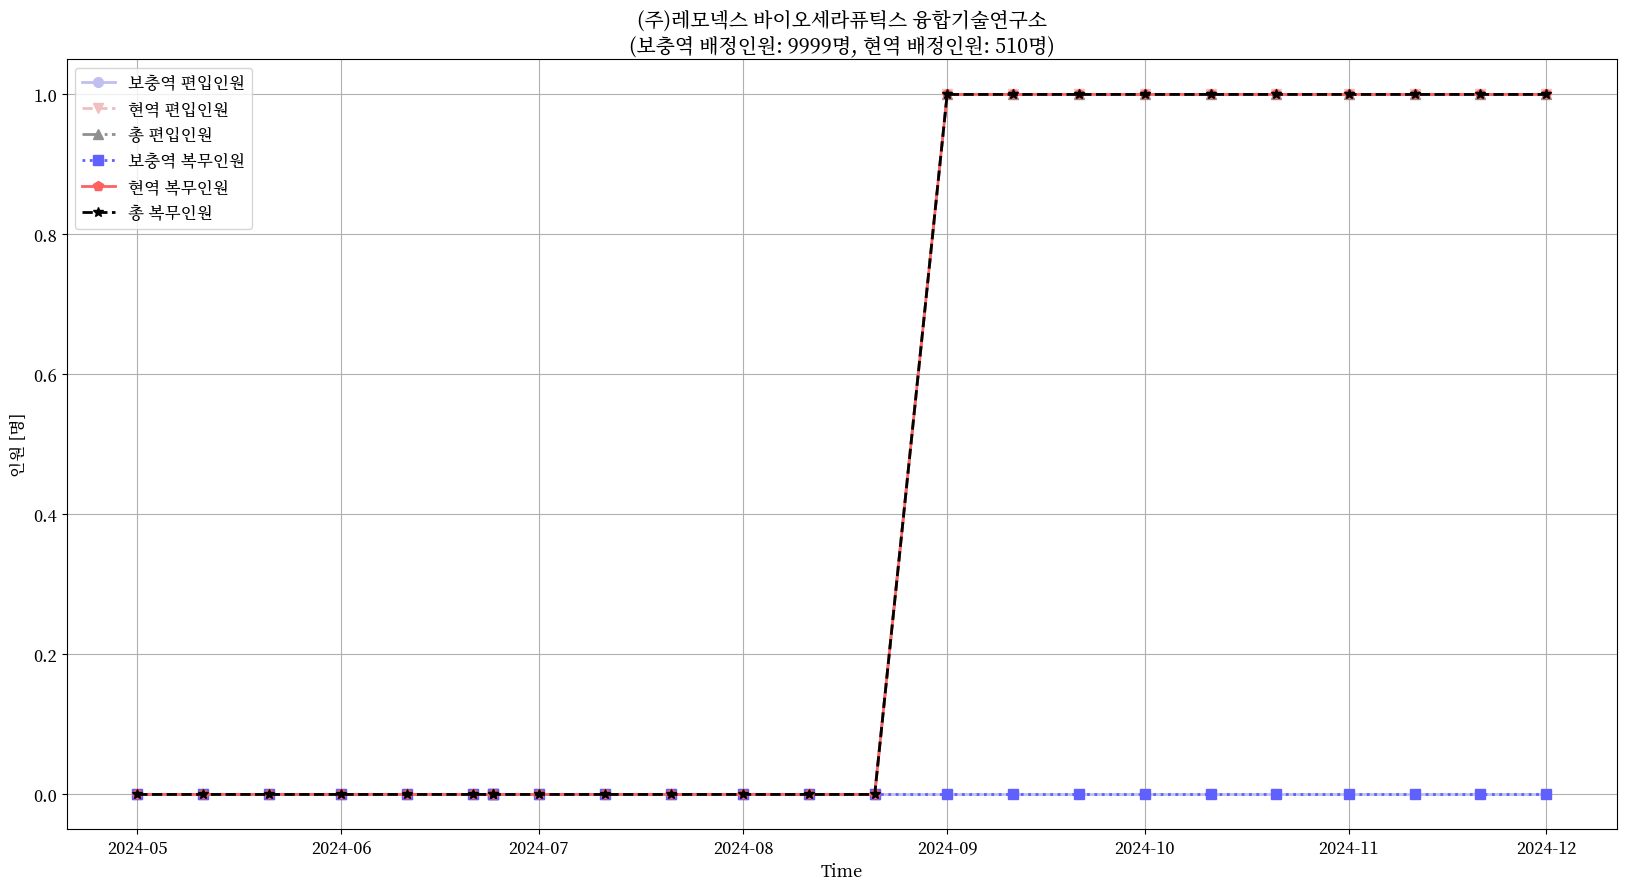 (주)레모넥스 바이오세라퓨틱스 융합기술연구소
(보충역 배정인원: 9999명, 현역 배정인원: 510명)
보충역 편입인원
현역 편입인원
총 편입인원
보충역 복무인원
현역 복무인원
총 복무인원
1.0
0.8
0.6
0.4
0.2
0.0
인원 [명]
2024-05 2024-06 2024-07 2024-08 2024-09 2024-10 2024-11 2024-12
Time